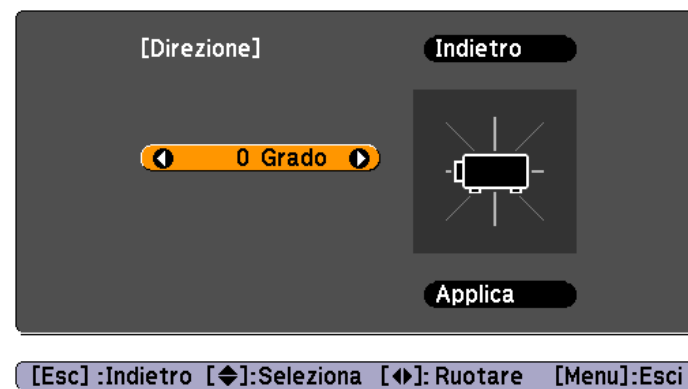 [Direzione]
Indietro
0 Grado
Applica
[Esc] :Indietro [◆]:Seleziona [◆]:Ruotare [Menu]:Esci